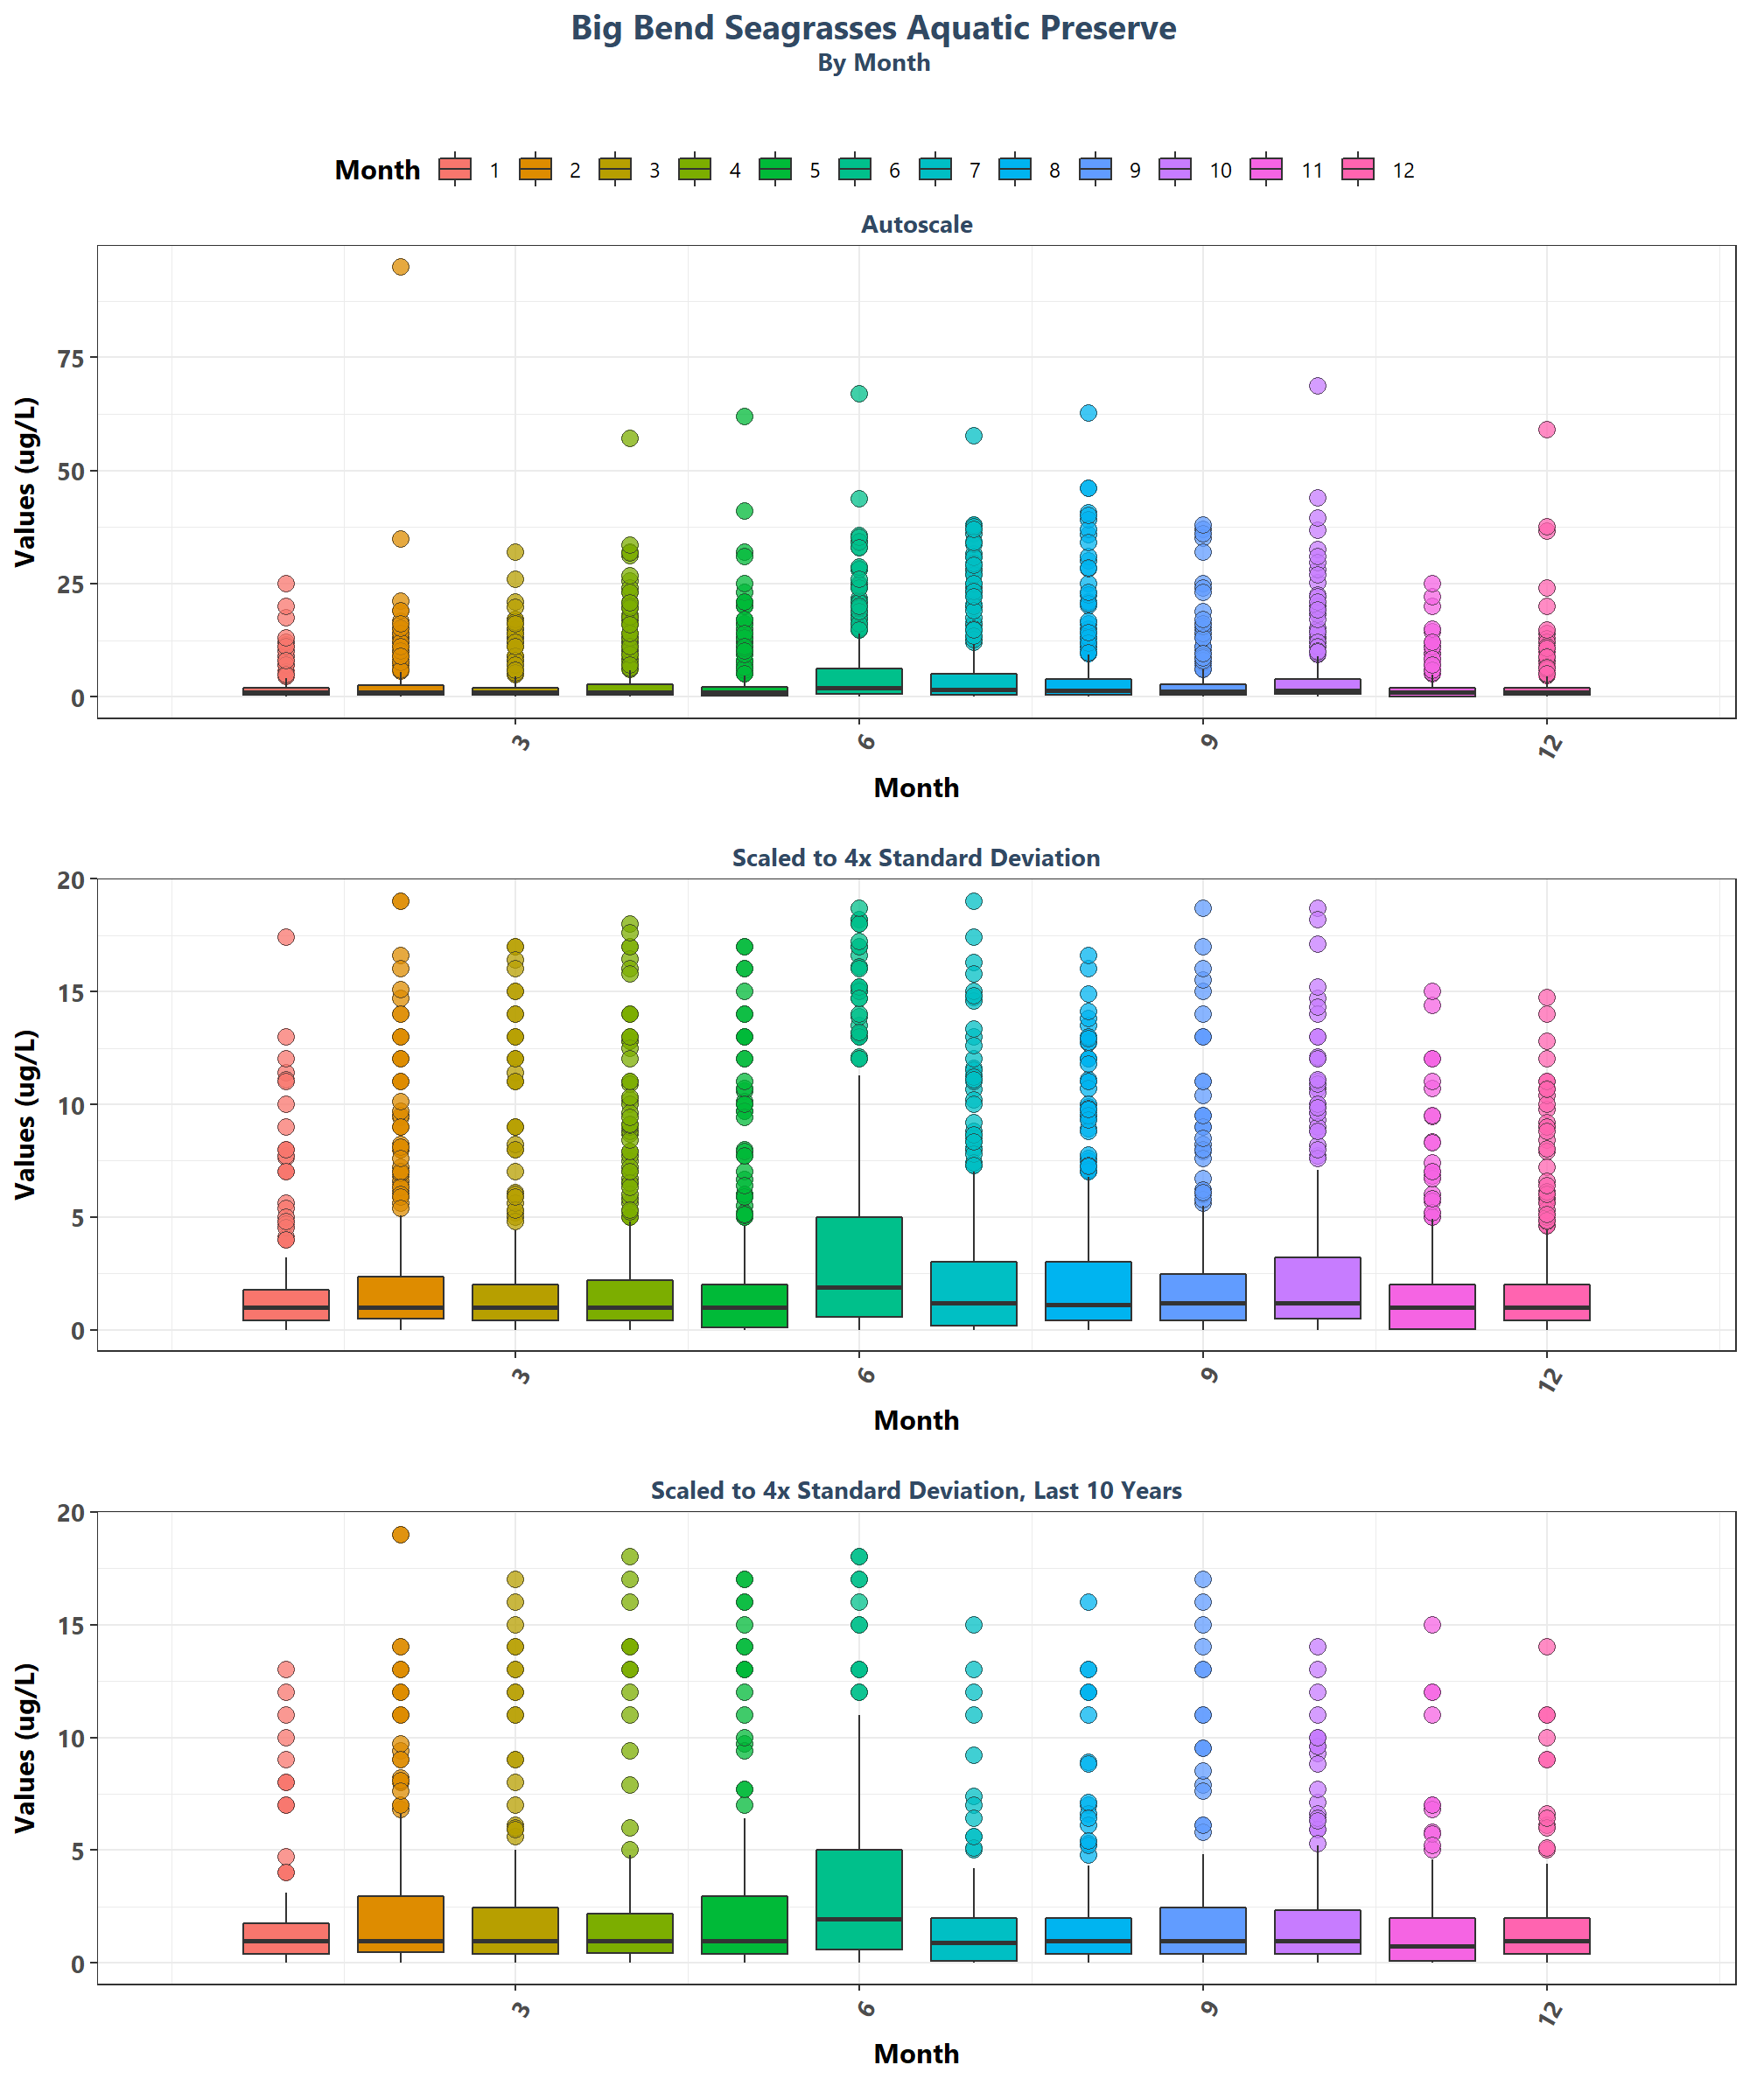 Big Bend Seagrasses Aquatic Preserve
By Month
Month 1 2 3 4 5 6 7 8 9 10 11 12
Autoscale
Values (ug/L)
75
50
25
0
3 6 9 12
Month
Scaled to 4x Standard Deviation
Values (ug/L)
20
15
10
5
0
3 6 9 12
Month
Scaled to 4x Standard Deviation, Last 10 Years
Values (ug/L)
20
15
10
5
0
3 6 9 12
Month